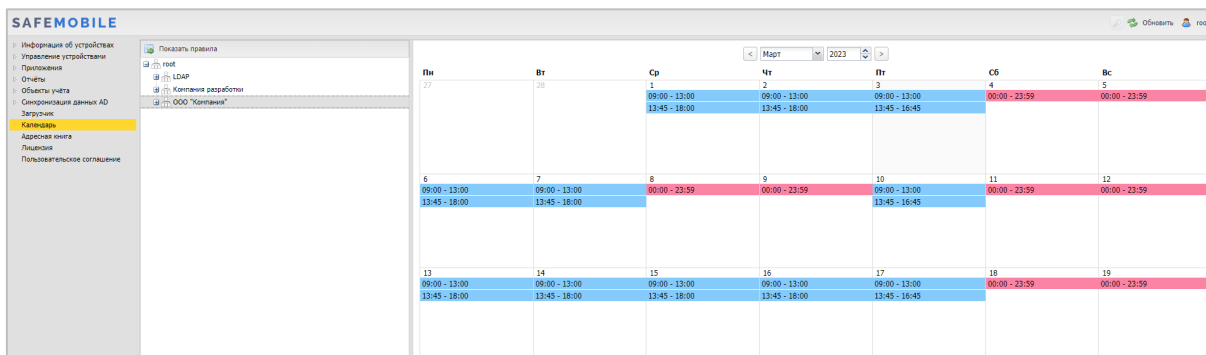 SAFEMOBILE
Обновить
Информация об устройствах
Управление устройствами
Приложения
Отчёты
Объекты учёта
Синхронизация данных AD
Загрузчик
Календарь
Адресная книга
Лицензия
Пользовательское соглашение
Показать правила
root
LDAP
Компания разработки
ООО "Компания"
< Март 2023 >
Пн Вт Ср Чт Пт Сб Вс
27 28 1 2 3 4 5
09:00 - 13:00 09:00 - 13:00 09:00 - 13:00 00:00 - 23:59 00:00 - 23:59
13:45 - 18:00 13:45 - 18:00 13:45 - 16:45
6 7 8 9 10 11 12
09:00 - 13:00 09:00 - 13:00 00:00 - 23:59 00:00 - 23:59 09:00 - 13:00 00:00 - 23:59 00:00 - 23:59
13:45 - 18:00 13:45 - 18:00 13:45 - 16:45
13 14 15 16 17 18 19
09:00 - 13:00 09:00 - 13:00 09:00 - 13:00 09:00 - 13:00 09:00 - 13:00 00:00 - 23:59 00:00 - 23:59
13:45 - 18:00 13:45 - 18:00 13:45 - 18:00 13:45 - 18:00 13:45 - 16:45